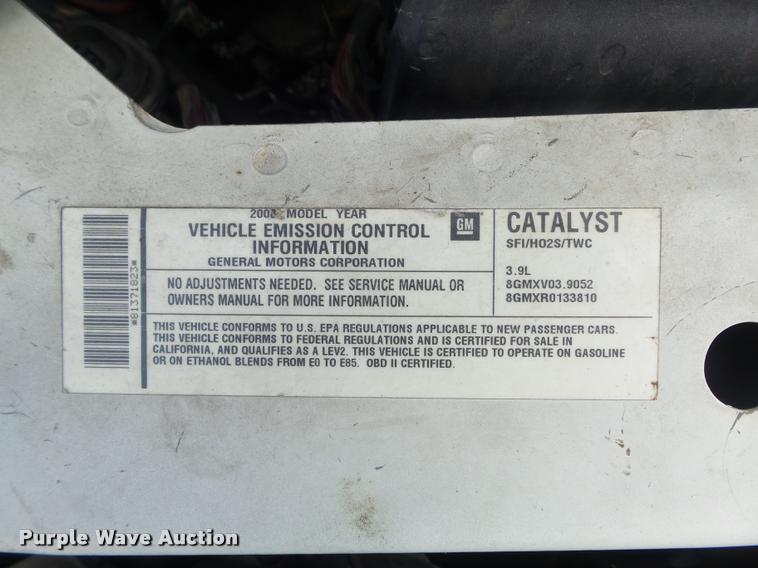 2008 MODEL YEAR
VEHICLE EMISSION CONTROL
INFORMATION
GENERAL MOTORS CORPORATION
GM
CATALYST
SFI/HO2S/TWC
3.9L
8GMXV03.9052
8GMXR0133810
NO ADJUSTMENTS NEEDED. SEE SERVICE MANUAL OR
OWNERS MANUAL FOR MORE INFORMATION.
THIS VEHICLE CONFORMS TO U.S. EPA REGULATIONS APPLICABLE TO NEW PASSENGER CARS.
THIS VEHICLE CONFORMS TO FEDERAL REGULATIONS AND IS CERTIFIED FOR SALE IN
CALIFORNIA, AND QUALIFIES AS A LEV2. THIS VEHICLE IS CERTIFIED TO OPERATE ON GASOLINE
OR ON ETHANOL BLENDS FROM E0 TO E85. OBD II CERTIFIED.
*81371823*
Purple Wave Auction